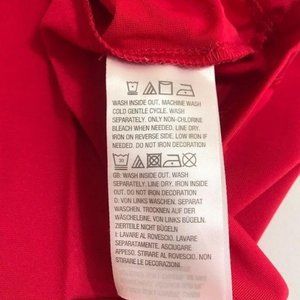 WASH INSIDE OUT. MACHINE WASH
COLD GENTLE CYCLE. WASH
SEPARATELY. ONLY NON-CHLORINE
BLEACH WHEN NEEDED. LINE DRY.
IRON ON REVERSE SIDE. LOW IRON IF
NEEDED. DO NOT IRON DECORATION
30
GB: WASH INSIDE OUT. WASH
SEPARATELY. LINE DRY. IRON INSIDE
OUT. DO NOT IRON DECORATION
D: VON LINKS WASCHEN. SEPARAT
WASCHEN. TROCKNEN AUF DER
WÄSCHELEINE. VON LINKS BÜGELN.
ZIERTEILE NICHT BÜGELN
I: LAVARE AL ROVESCIO. LAVARE
SEPARATAMENTE. ASCIUGARE
APPESO. STIRARE AL ROVESCIO. NON
STIRARE LE DECORAZIONI.